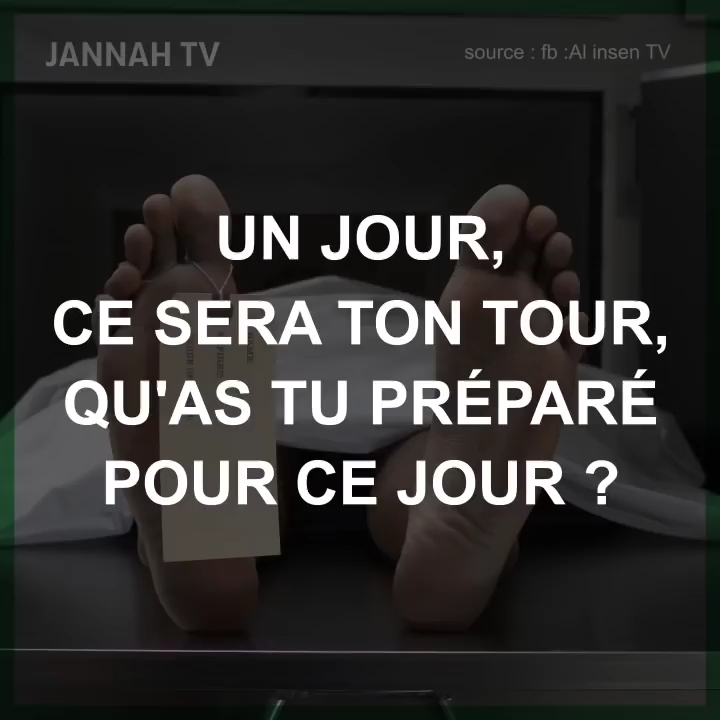 JANNAH TV
source : fb :Al insen TV
UN JOUR,
CE SERA TON TOUR,
QU'AS TU PRÉPARÉ
POUR CE JOUR ?